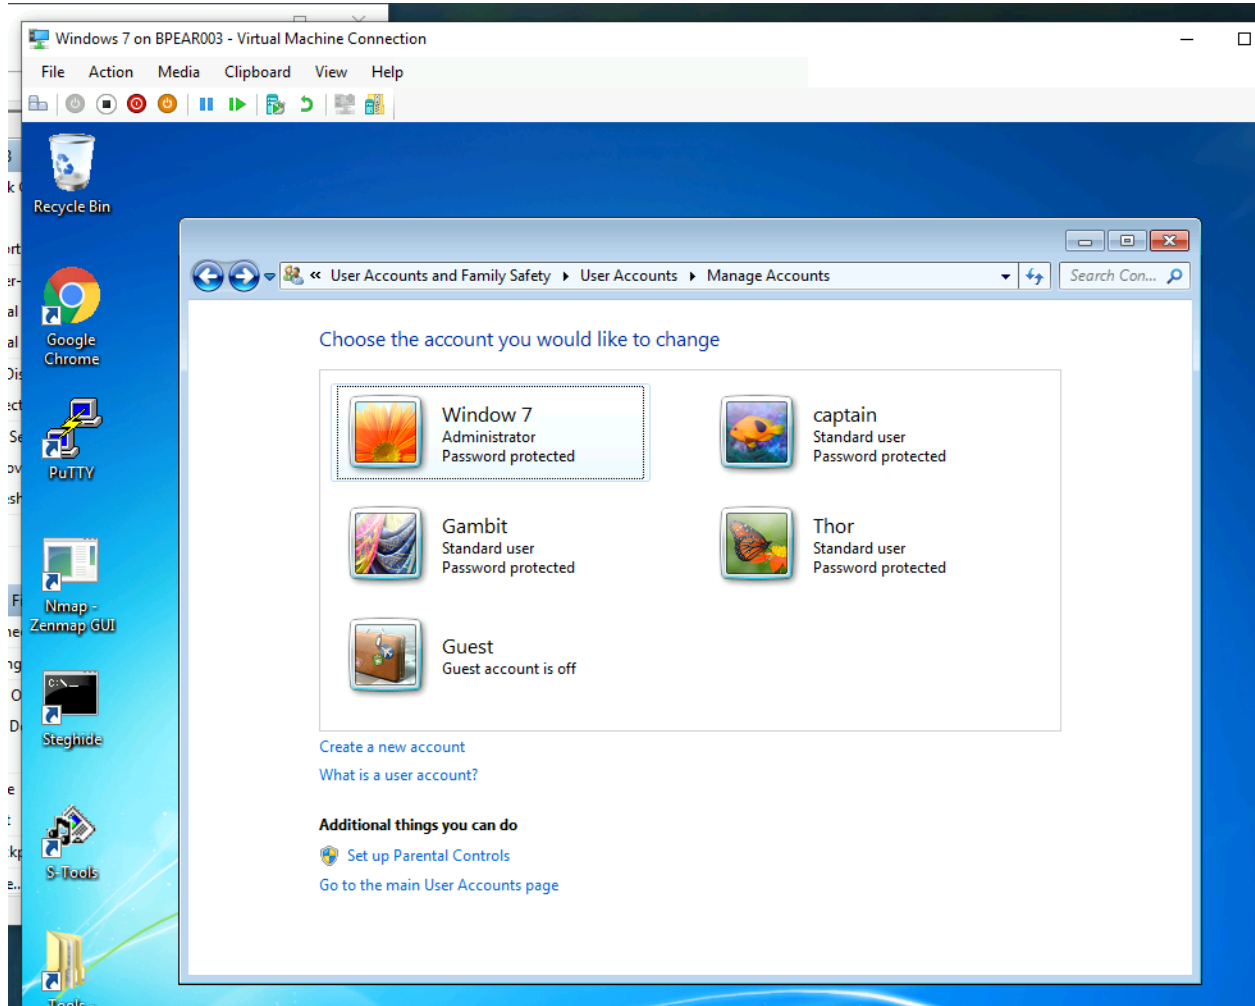 Windows 7 on BPEAR003 - Virtual Machine Connection
File Action Media Clipboard View Help
Recycle Bin
« User Accounts and Family Safety User Accounts Manage Accounts
Search Con...
Google
Chrome
Choose the account you would like to change
Window 7
Administrator
Password protected
captain
Standard user
Password protected
PuTTY
Gambit
Standard user
Password protected
Thor
Standard user
Password protected
Nmap -
Zenmap GUI
Guest
Guest account is off
C:\_
Steghide
Create a new account
What is a user account?
Additional things you can do
Set up Parental Controls
Go to the main User Accounts page
S-Tools
Tools -